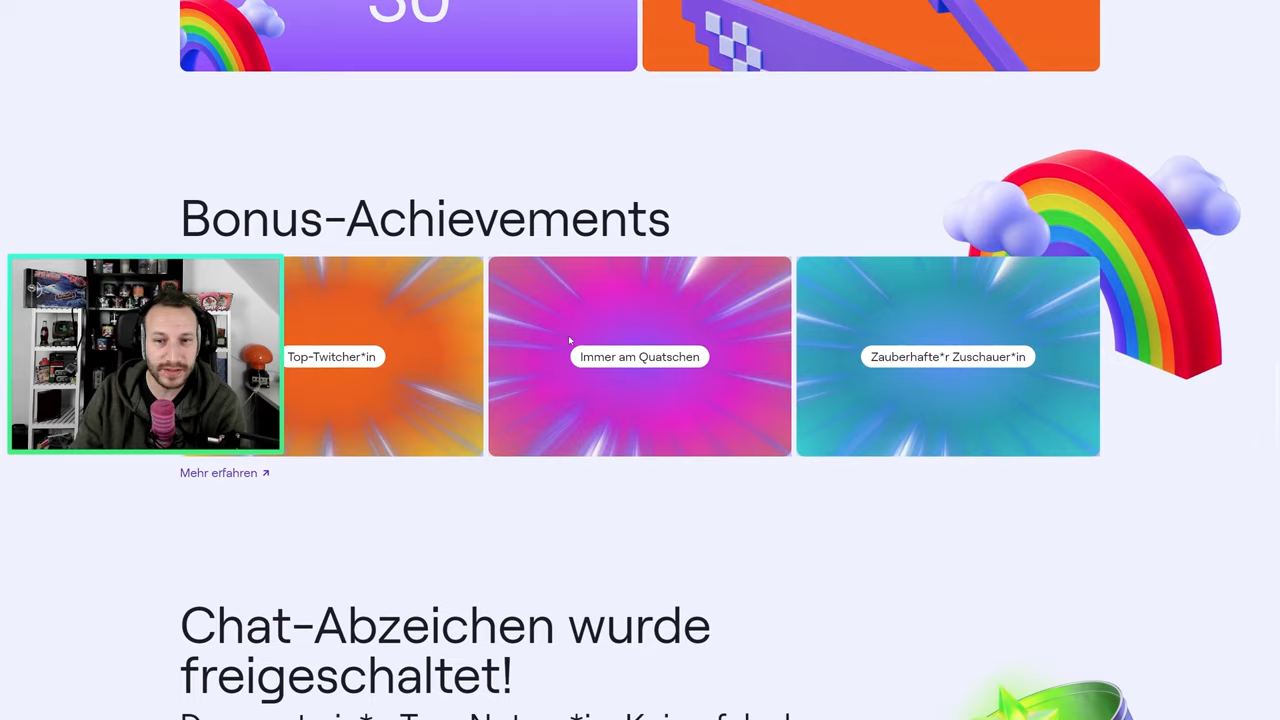 30
Bonus-Achievements
Top-Twitcher*in
Immer am Quatschen
Zauberhafte*r Zuschauer*in
Mehr erfahren
Chat-Abzeichen wurde
freigeschaltet!